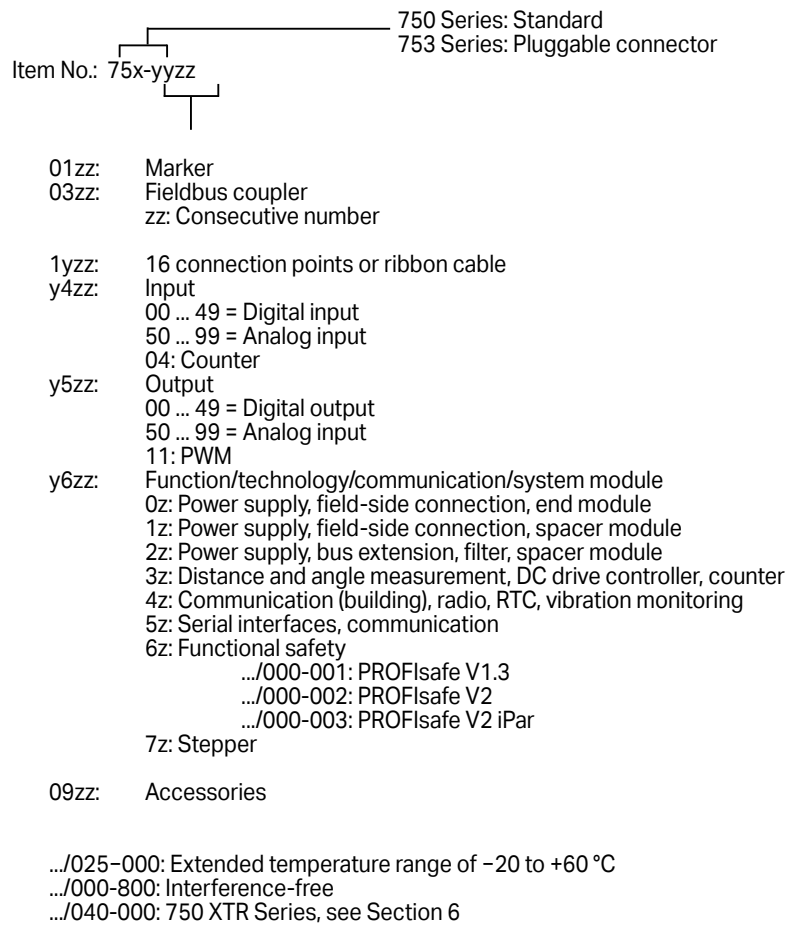 750 Series: Standard
753 Series: Pluggable connector
Item No.: 75x-yyzz
01zz: Marker
03zz: Fieldbus coupler
zz: Consecutive number
1yzz: 16 connection points or ribbon cable
y4zz: Input
00 ... 49 = Digital input
50 ... 99 = Analog input
04: Counter
y5zz: Output
00 ... 49 = Digital output
50 ... 99 = Analog input
11: PWM
y6zz: Function/technology/communication/system module
0z: Power supply, field-side connection, end module
1z: Power supply, field-side connection, spacer module
2z: Power supply, bus extension, filter, spacer module
3z: Distance and angle measurement, DC drive controller, counter
4z: Communication (building), radio, RTC, vibration monitoring
5z: Serial interfaces, communication
6z: Functional safety
.../000-001: PROFIsafe V1.3
.../000-002: PROFIsafe V2
.../000-003: PROFIsafe V2 iPar
7z: Stepper
09zz: Accessories
.../025–000: Extended temperature range of −20 to +60 °C
.../000-800: Interference-free
.../040-000: 750 XTR Series, see Section 6